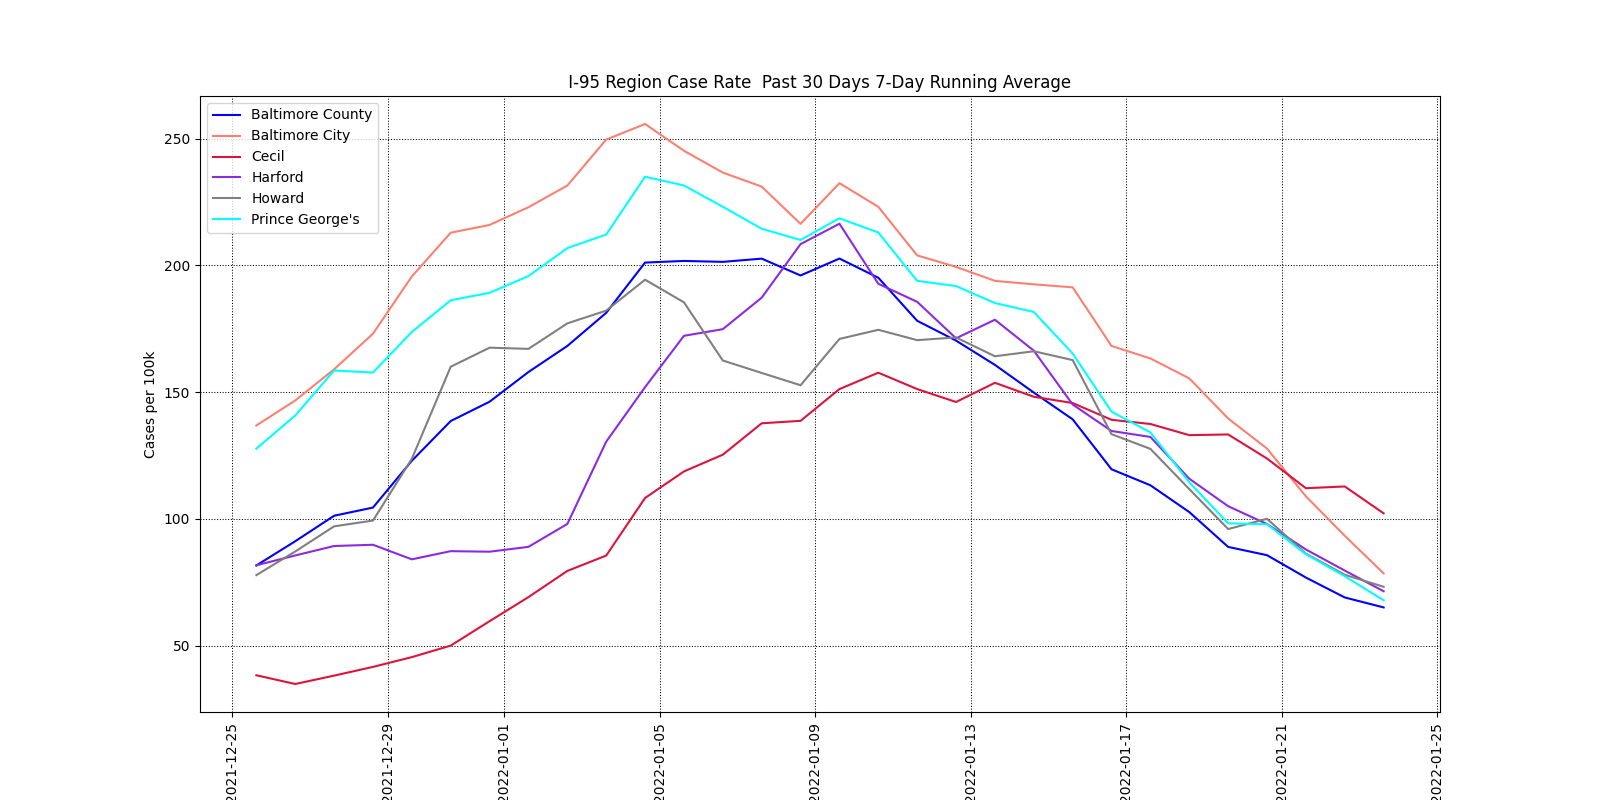 I-95 Region Case Rate  Past 30 Days 7-Day Running Average
Baltimore County
Baltimore City
Cecil
Harford
Howard
Prince George's
Cases per 100k
250
200
150
100
50
2021-12-25
2021-12-29
2022-01-01
2022-01-05
2022-01-09
2022-01-13
2022-01-17
2022-01-21
2022-01-25